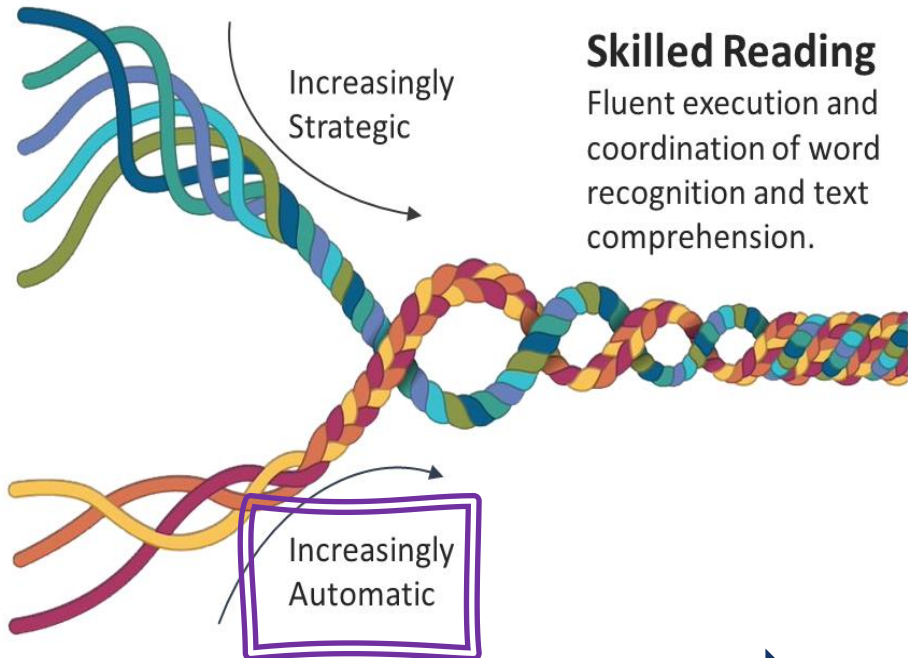 Increasingly
Strategic
Skilled Reading
Fluent execution and
coordination of word
recognition and text
comprehension.
Increasingly
Automatic